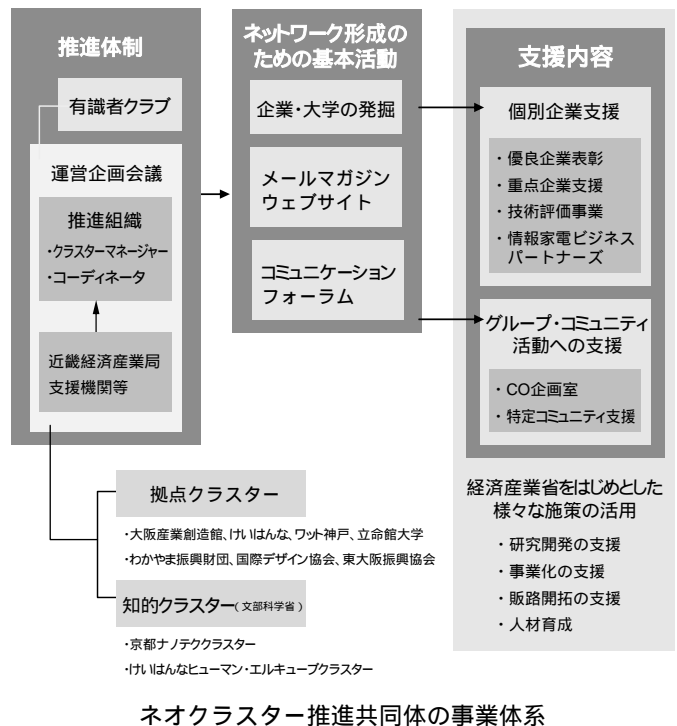 推進体制
有識者クラブ
運営企画会議
推進組織
・クラスターマネージャー
・コーディネータ
近畿経済産業局
支援機関等
ネットワーク形成の
ための基本活動
企業・大学の発掘
メールマガジン
ウェブサイト
コミュニケーション
フォーラム
支援内容
個別企業支援
・優良企業表彰
・重点企業支援
・技術評価事業
・情報家電ビジネス
パートナーズ
グループ・コミュニティ
活動への支援
・CO企画室
・特定コミュニティ支援
経済産業省をはじめとした
様々な施策の活用
・研究開発の支援
・事業化の支援
・販路開拓の支援
・人材育成
拠点クラスター
・大阪産業創造館、けいはんな、ワット神戸、立命館大学
・わかやま振興財団、国際デザイン協会、東大阪振興協会
知的クラスター(文部科学省)
・京都ナノテククラスター
・けいはんなヒューマン・エルキューブクラスター
ネオクラスター推進共同体の事業体系